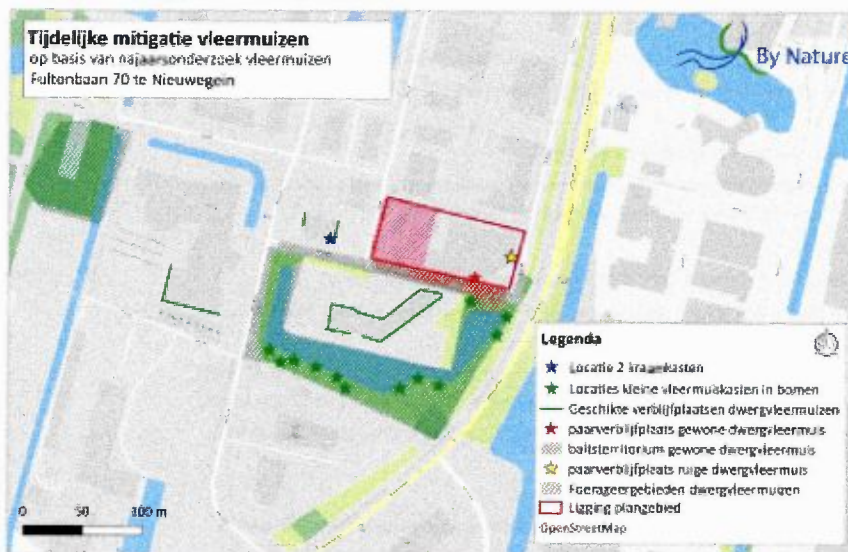 Tijdelijke mitigatie vleermuizen
op basis van najaarsonderzoek vleermuizen
Fultonbaan 70 te Nieuwegein
By Nature
Legenda
Locatie 2 kraagkasten
Locaties kleine vleermuiskasten in bomen
Geschikte verblijfplaatsen dwergvleermuizen
paarverblijfplaats gewone dwergvleermuis
baltsterritorium gewone dwergvleermuis
paarverblijfplaats ruige dwergvleermuis
Foerageergebieden dwergvleermuizen
Ligging plangebied
OpenStreetMap
0 50 100 m